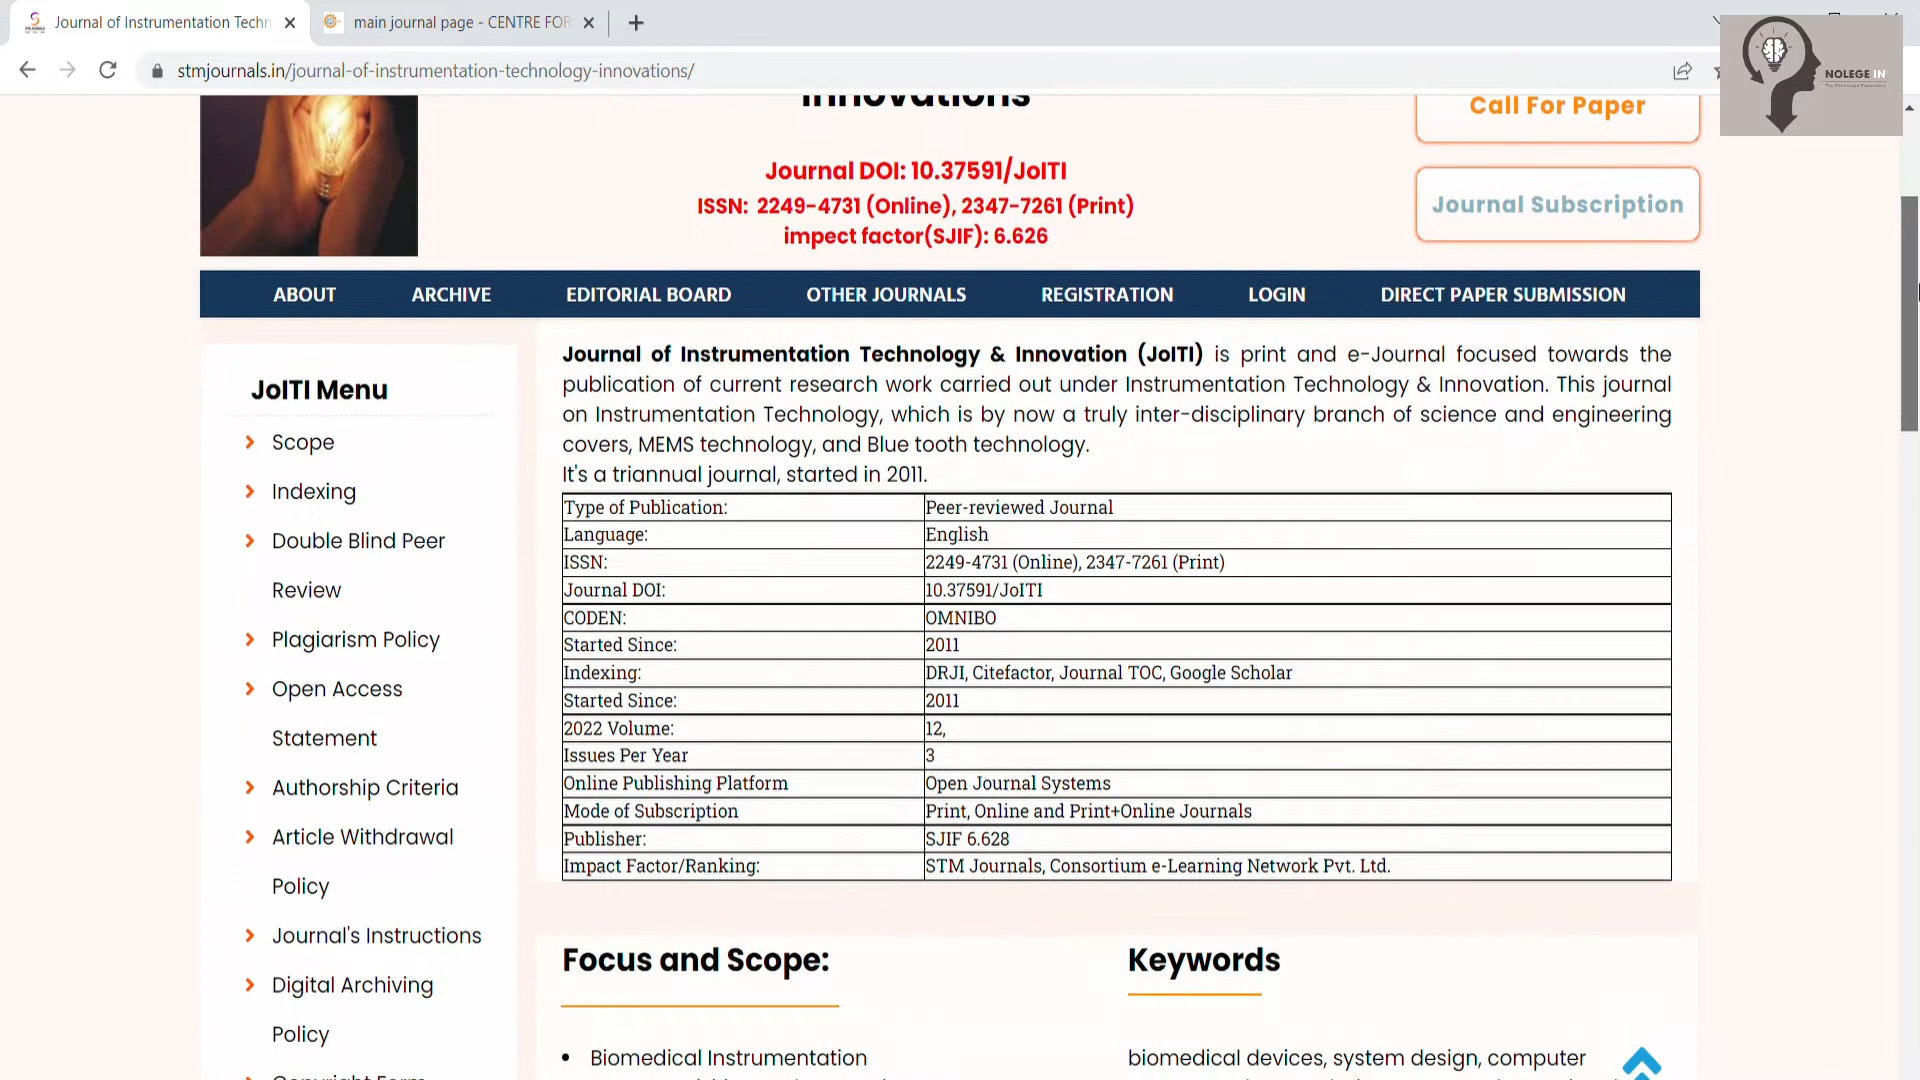 Journal of Instrumentation Techn
main journal page - CENTRE FOR
stmjournals.in/journal-of-instrumentation-technology-innovations/
NOLEGE IN
Innovations
Journal DOI: 10.37591/JoITI
ISSN: 2249-4731 (Online), 2347-7261 (Print)
impect factor(SJIF): 6.626
Call For Paper
Journal Subscription
ABOUT ARCHIVE EDITORIAL BOARD OTHER JOURNALS REGISTRATION LOGIN DIRECT PAPER SUBMISSION
JoITI Menu
Scope
Indexing
Double Blind Peer
Review
Plagiarism Policy
Open Access
Statement
Authorship Criteria
Article Withdrawal
Policy
Journal's Instructions
Digital Archiving
Policy
Copyright Form
Journal of Instrumentation Technology & Innovation (JoITI) is print and e-Journal focused towards the
publication of current research work carried out under Instrumentation Technology & Innovation. This journal
on Instrumentation Technology, which is by now a truly inter-disciplinary branch of science and engineering
covers, MEMS technology, and Blue tooth technology.
It's a triannual journal, started in 2011.
Type of Publication: Peer-reviewed Journal
Language: English
ISSN: 2249-4731 (Online), 2347-7261 (Print)
Journal DOI: 10.37591/JoITI
CODEN: OMNIBO
Started Since: 2011
Indexing: DRJI, Citefactor, Journal TOC, Google Scholar
Started Since: 2011
2022 Volume: 12,
Issues Per Year 3
Online Publishing Platform Open Journal Systems
Mode of Subscription Print, Online and Print+Online Journals
Publisher: SJIF 6.628
Impact Factor/Ranking: STM Journals, Consortium e-Learning Network Pvt. Ltd.
Focus and Scope:
Biomedical Instrumentation
Keywords
biomedical devices, system design, computer